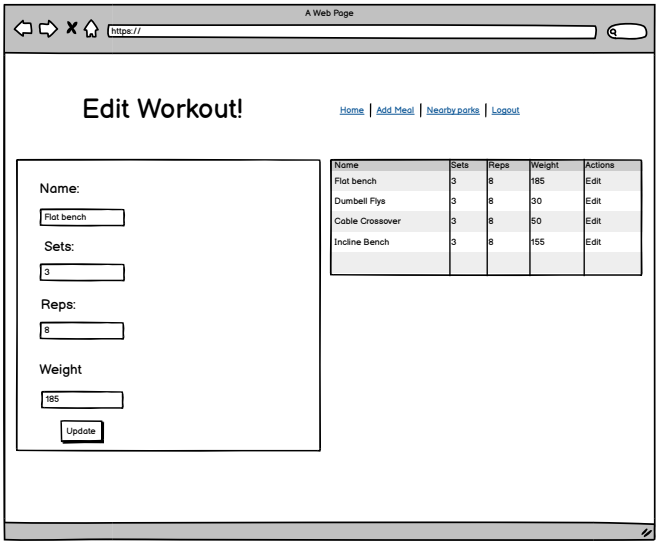 A Web Page
https://
Edit Workout!
Home | Add Meal | Nearby parks | Logout
Name:
Flat bench
Sets:
3
Reps:
8
Weight
185
Update
Name Sets Reps Weight Actions
Flat bench 3 8 185 Edit
Dumbell Flys 3 8 30 Edit
Cable Crossover 3 8 50 Edit
Incline Bench 3 8 155 Edit